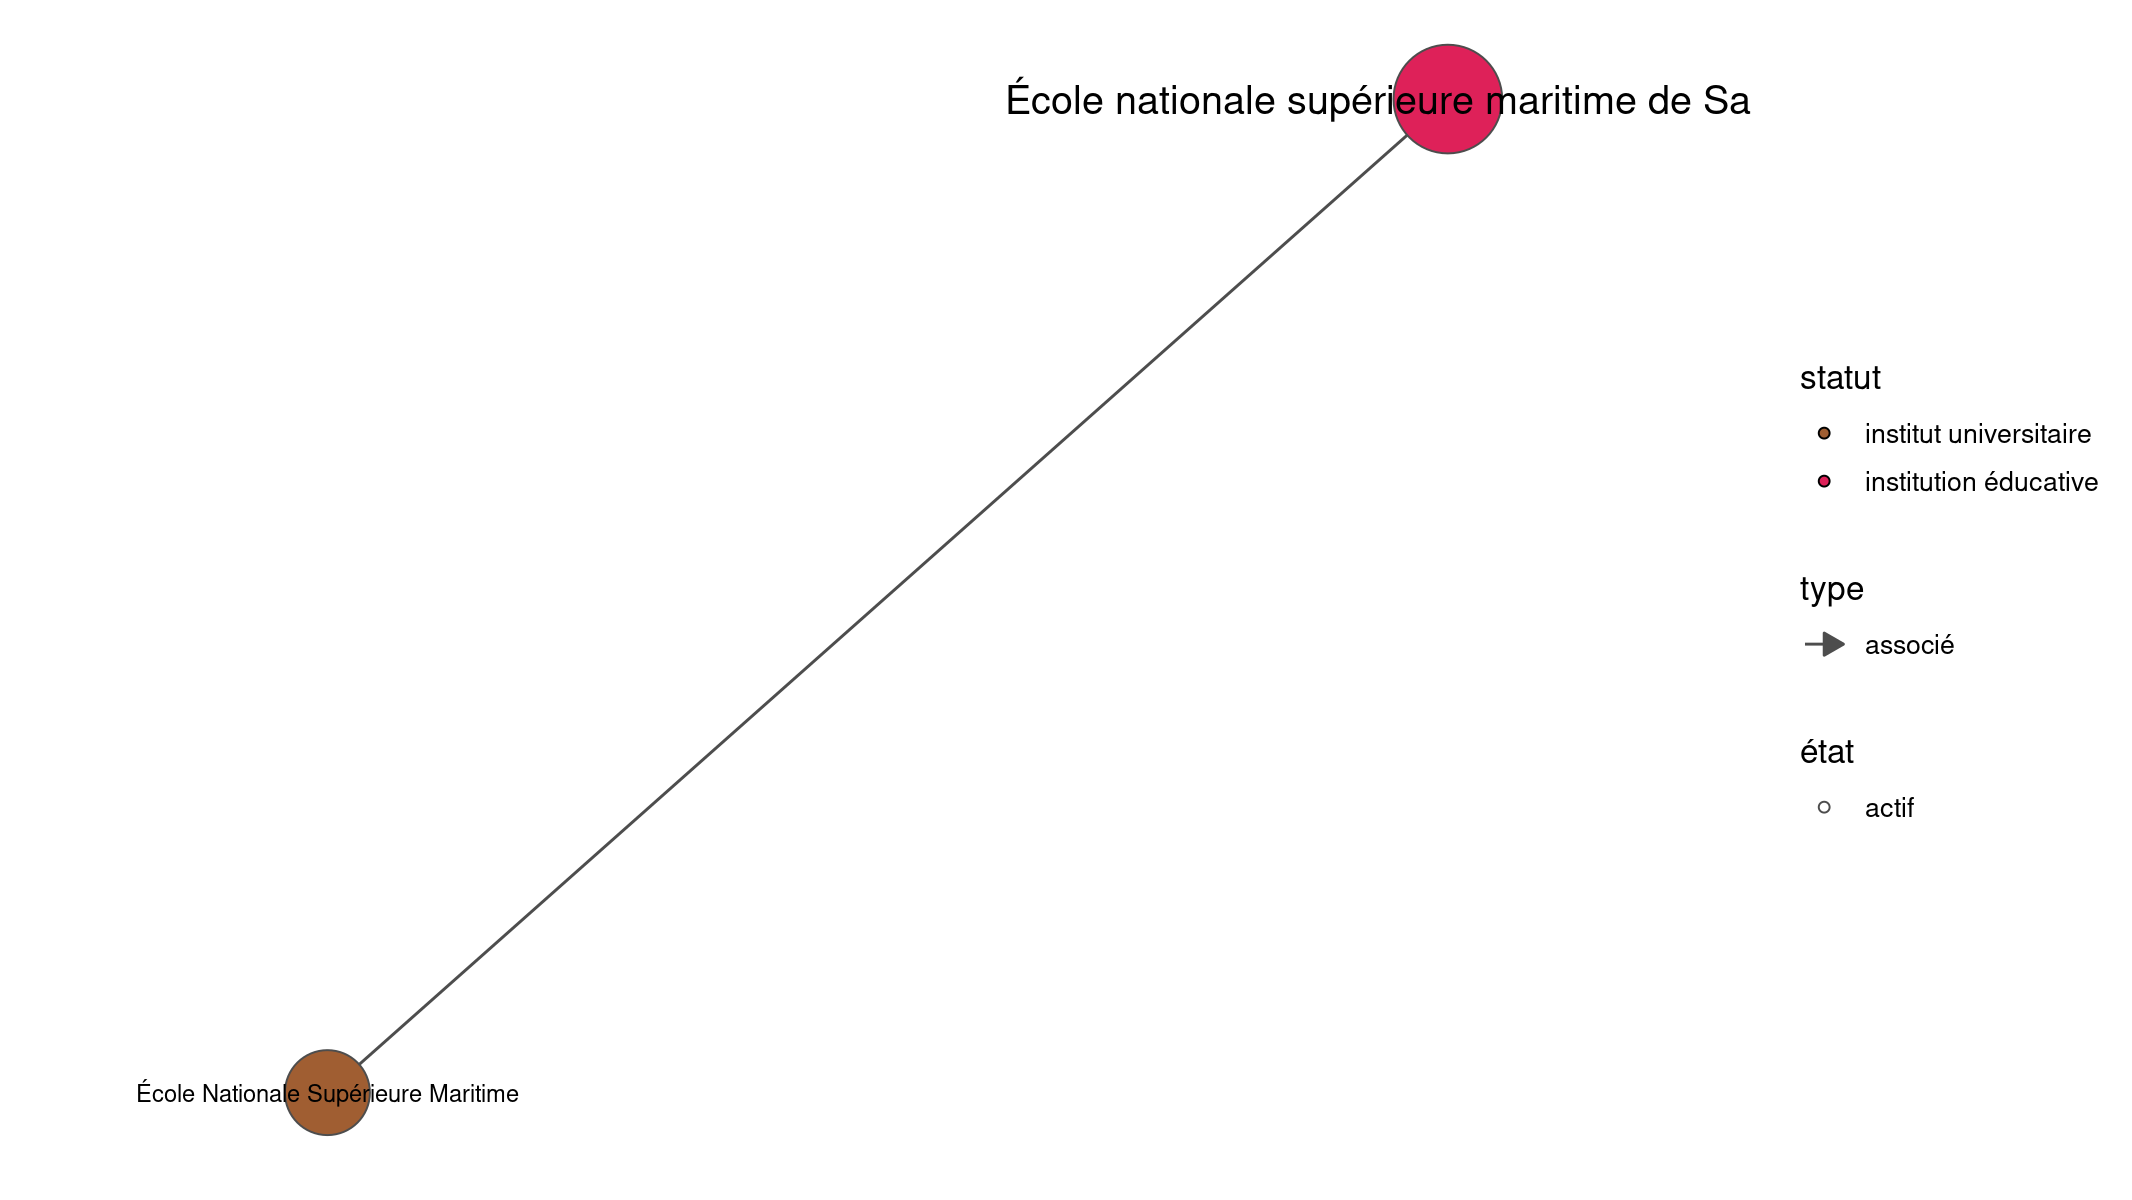 École nationale supérieure maritime de Sa
statut
institut universitaire
institution éducative
type
associé
état
actif
École Nationale Supérieure Maritime